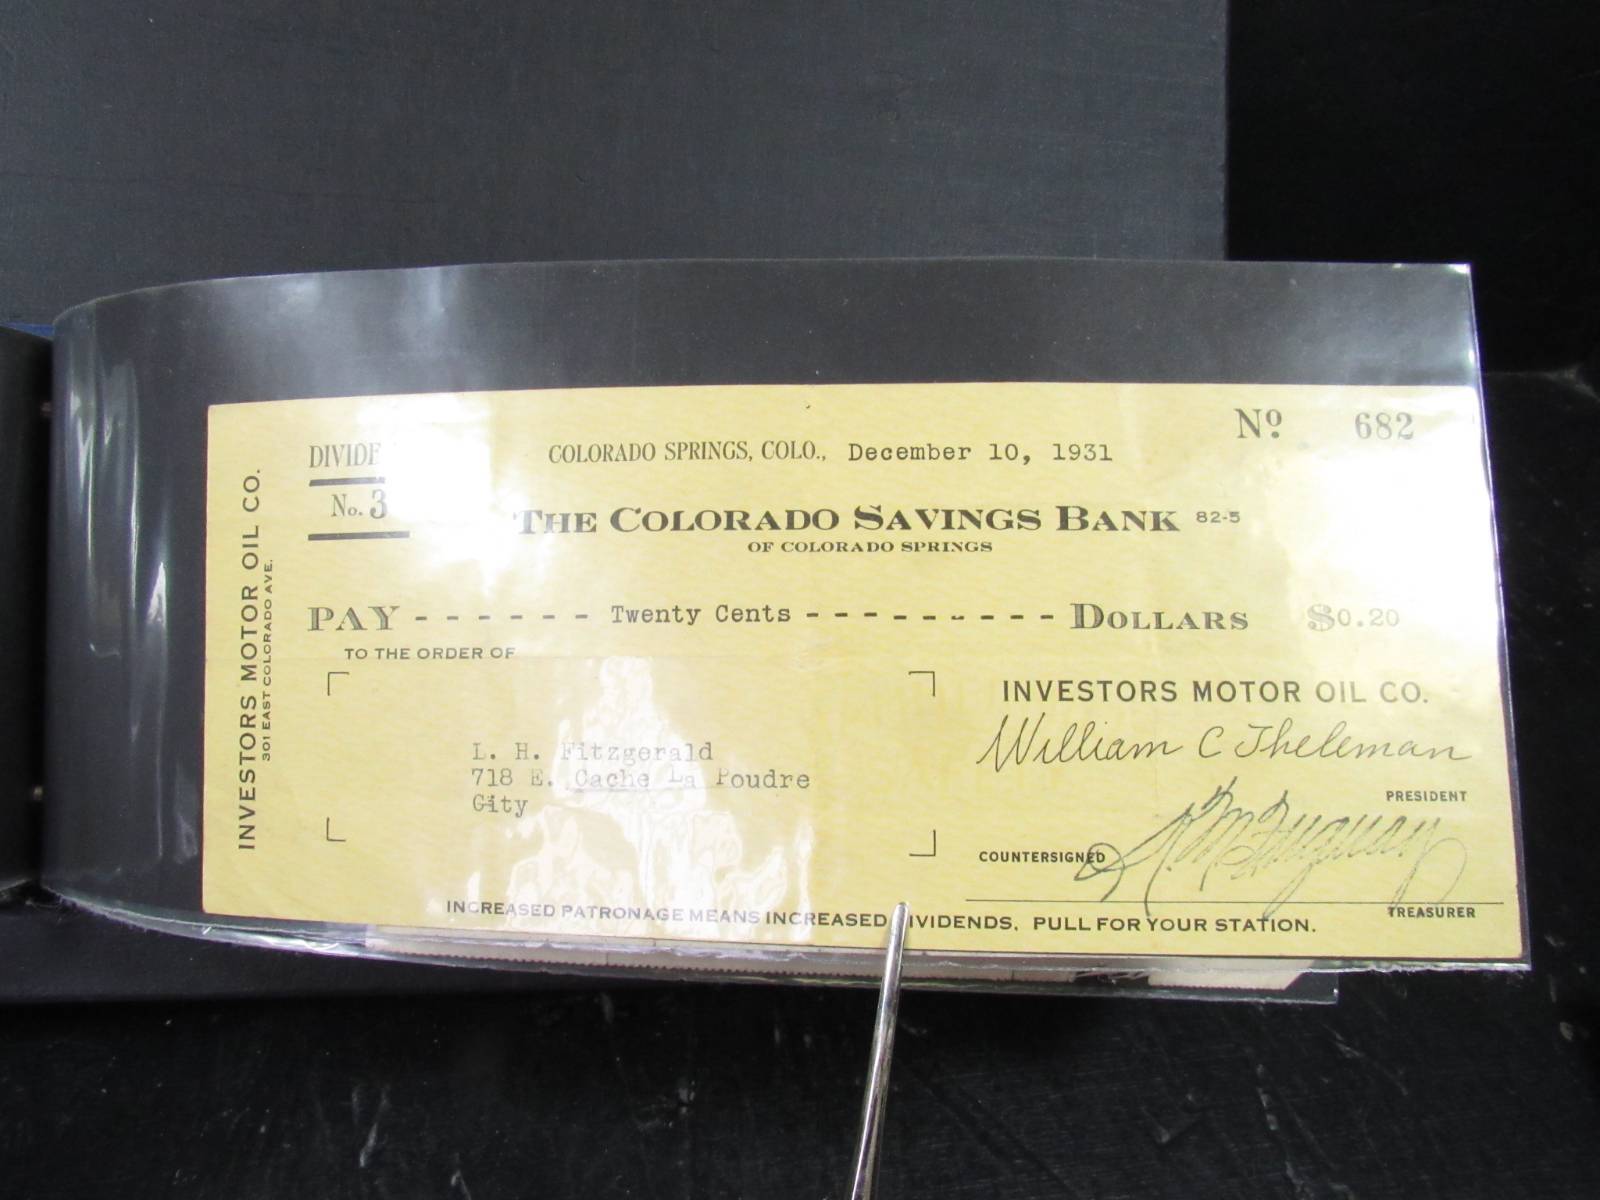 DIVIDE
No. 3
INVESTORS MOTOR OIL CO.
301 EAST COLORADO AVE.
COLORADO SPRINGS, COLO., December 10, 1931
Nº 682
THE COLORADO SAVINGS BANK 82-5
OF COLORADO SPRINGS
PAY ------ Twenty Cents --------- DOLLARS $0.20
TO THE ORDER OF
L. H. Fitzgerald
718 E. Cache La Poudre
City
INVESTORS MOTOR OIL CO.
William C Theleman
PRESIDENT
COUNTERSIGNED
TREASURER
INCREASED PATRONAGE MEANS INCREASED IVIDENDS. PULL FOR YOUR STATION.